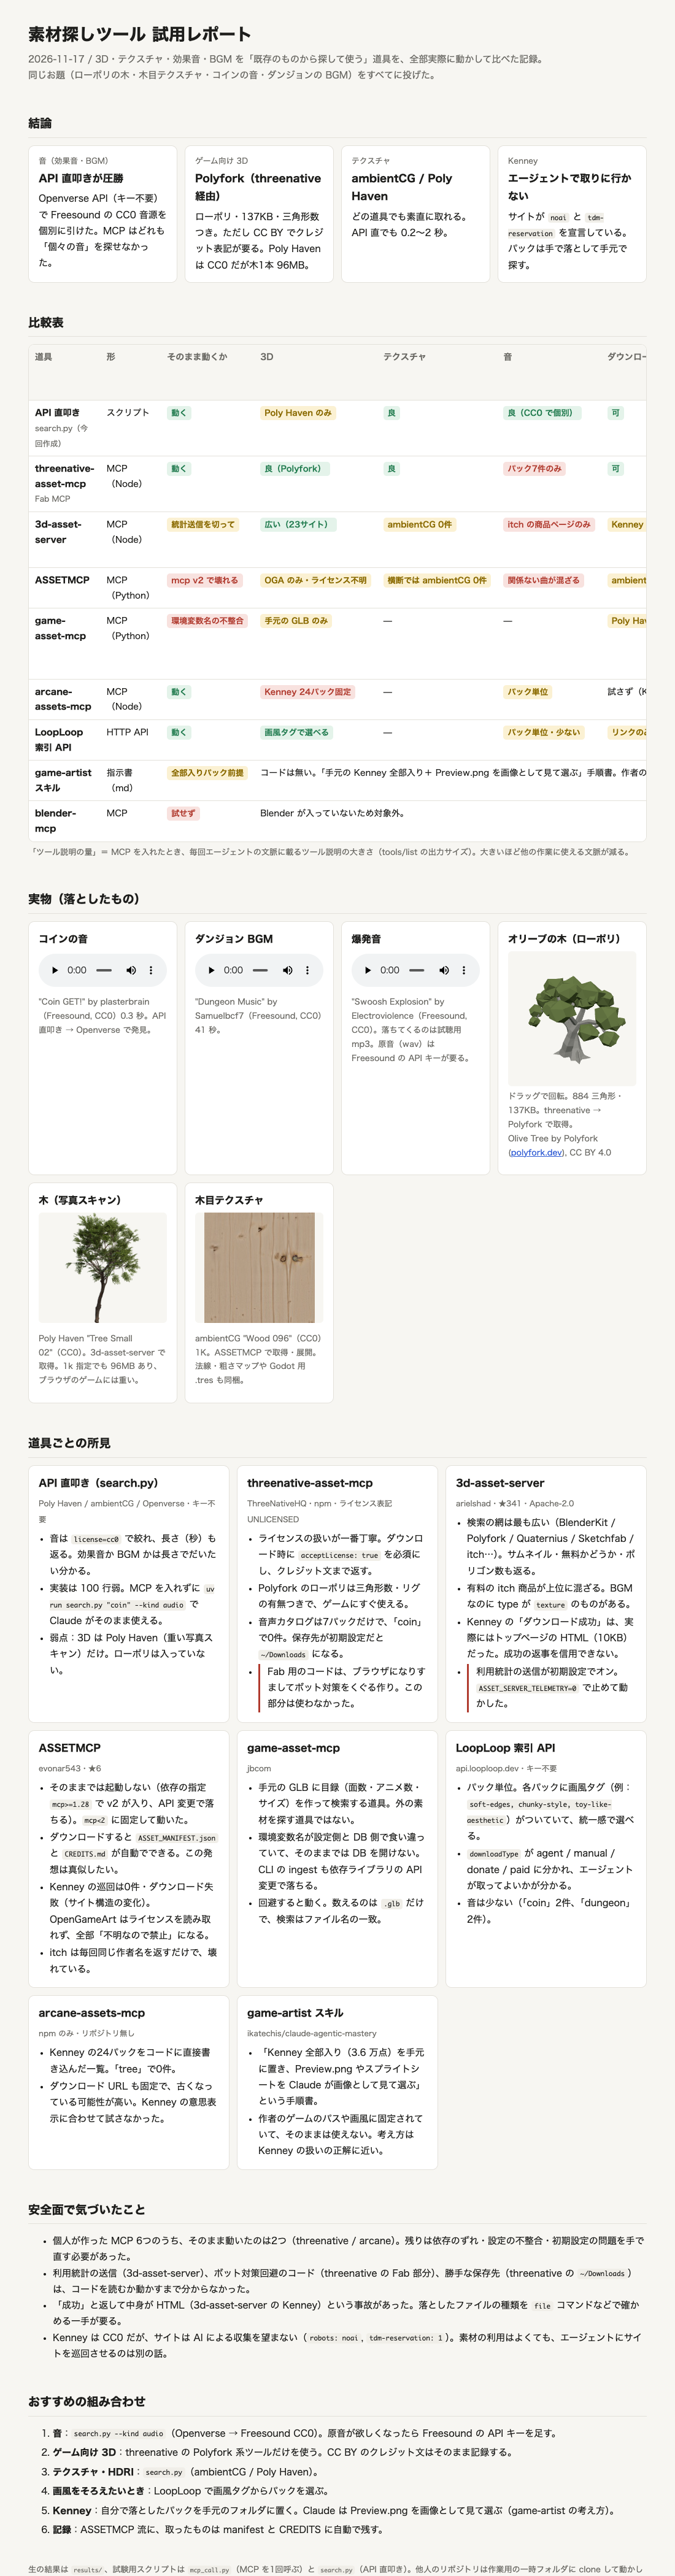 素材探しツール 試用レポート
2026-11-17 / 3D・テクスチャ・効果音・BGM を「既存のものから探して使う」道具を、全部実際に動かして比べた記録。
同じお題（ローポリの木・木目テクスチャ・コインの音・ダンジョンの BGM）をすべてに投げた。
結論
音（効果音・BGM）
API 直叩きが圧勝
Openverse API（キー不要）
で Freesound の CC0 音源を
個別に引けた。MCP はどれも
「個々の音」を探せなかっ
た。
ゲーム向け 3D
Polyfork（threenative
経由）
ローポリ・137KB・三角形数
つき。ただし CC BY でクレジ
ット表記が要る。Poly Haven
は CC0 だが木1本 96MB。
テクスチャ
ambientCG / Poly
Haven
どの道具でも素直に取れる。
API 直でも 0.2〜2 秒。
Kenney
エージェントで取りに行か
ない
サイトが noai と tdm-
reservation を宣言している。
パックは手で落として手元で
探す。
比較表
道具 形 そのまま動くか 3D テクスチャ 音 ダウンロー
API 直叩き スクリプト 動く Poly Haven のみ 良 良（CC0 で個別） 可
search.py（今
回作成）
threenative- MCP 動く 良（Polyfork） 良 パック7件のみ 可
asset-mcp （Node）
Fab MCP
3d-asset- MCP 統計送信を切って 広い（23サイト） ambientCG 0件 itch の商品ページのみ Kenney
server （Node）
ASSETMCP MCP mcp v2 で壊れる OGA のみ・ライセンス不明 横断では ambientCG 0件 関係ない曲が混ざる ambient
（Python）
game- MCP 環境変数名の不整合 手元の GLB のみ — — Poly Hav
asset-mcp （Python）
arcane- MCP 動く Kenney 24パック固定 — パック単位 試さず（K
assets-mcp （Node）
LoopLoop HTTP API 動く 画風タグで選べる — パック単位・少ない リンクのみ
索引 API
game-artist 指示書 全部入りパック前提 コードは無い。「手元の Kenney 全部入り＋ Preview.png を画像として見て選ぶ」手順書。作者の
スキル （md）
blender- MCP 試せず Blender が入っていないため対象外。
mcp
「ツール説明の量」＝ MCP を入れたとき、毎回エージェントの文脈に載るツール説明の大きさ（tools/list の出力サイズ）。大きいほど他の作業に使える文脈が減る。
実物（落としたもの）
コインの音
0:00
"Coin GET!" by plasterbrain
（Freesound, CC0）0.3 秒。API
直叩き → Openverse で発見。
ダンジョン BGM
0:00
"Dungeon Music" by
Samuelbcf7（Freesound, CC0）
41 秒。
爆発音
0:00
"Swoosh Explosion" by
Electroviolence（Freesound,
CC0）。落ちてくるのは試聴用
mp3。原音（wav）は
Freesound の API キーが要る。
オリーブの木（ローポリ）
ドラッグで回転。884 三角形・
137KB。threenative →
Polyfork で取得。
Olive Tree by Polyfork
(polyfork.dev), CC BY 4.0
木（写真スキャン）
Poly Haven "Tree Small
02"（CC0）。3d-asset-server で
取得。1k 指定でも 96MB あり、
ブラウザのゲームには重い。
木目テクスチャ
ambientCG "Wood 096"（CC0）
1K。ASSETMCP で取得・展開。
法線・粗さマップや Godot 用
.tres も同梱。
道具ごとの所見
API 直叩き（search.py）
Poly Haven / ambientCG / Openverse・キー不
要
• 音は license=cc0 で絞れ、長さ（秒）も
返る。効果音か BGM かは長さでだいた
い分かる。
• 実装は 100 行弱。MCP を入れずに uv
run search.py "coin" --kind audio で
Claude がそのまま使える。
• 弱点：3D は Poly Haven（重い写真ス
キャン）だけ。ローポリは入っていな
い。
threenative-asset-mcp
ThreeNativeHQ・npm・ライセンス表記
UNLICENSED
• ライセンスの扱いが一番丁寧。ダウンロ
ード時に acceptLicense: true を必須に
し、クレジット文まで返す。
• Polyfork のローポリは三角形数・リグ
の有無つきで、ゲームにすぐ使える。
• 音声カタログは7パックだけで、「coin」
で0件。保存先が初期設定だと
~/Downloads になる。
• Fab 用のコードは、ブラウザになりす
ましてボット対策をくぐる作り。この
部分は使わなかった。
3d-asset-server
arielshad・★341・Apache-2.0
• 検索の網は最も広い（BlenderKit /
Polyfork / Quaternius / Sketchfab /
itch…）。サムネイル・無料かどうか・ポ
リゴン数も返る。
• 有料の itch 商品が上位に混ざる。BGM
なのに type が texture のものがある。
• Kenney の「ダウンロード成功」は、実
際にはトップページの HTML（10KB）
だった。成功の返事を信用できない。
• 利用統計の送信が初期設定でオン。
ASSET_SERVER_TELEMETRY=0 で止めて動
かした。
ASSETMCP
evonar543・★6
• そのままでは起動しない（依存の指定
mcp>=1.28 で v2 が入り、API 変更で落
ちる）。mcp<2 に固定して動いた。
• ダウンロードすると ASSET_MANIFEST.json
と CREDITS.md が自動でできる。この発
想は真似したい。
• Kenney の巡回は0件・ダウンロード失
敗（サイト構造の変化）。
OpenGameArt はライセンスを読み取
れず、全部「不明なので禁止」になる。
• itch は毎回同じ作者名を返すだけで、壊
れている。
game-asset-mcp
jbcom
• 手元の GLB に目録（面数・アニメ数・
サイズ）を作って検索する道具。外の素
材を探す道具ではない。
• 環境変数名が設定側と DB 側で食い違っ
ていて、そのままでは DB を開けない。
CLI の ingest も依存ライブラリの API
変更で落ちる。
• 回避すると動く。数えるのは .glb だけ
で、検索はファイル名の一致。
LoopLoop 索引 API
api.looploop.dev・キー不要
• パック単位。各パックに画風タグ（例：
soft-edges, chunky-style, toy-like-
aesthetic）がついていて、統一感で選べ
る。
• downloadType が agent / manual /
donate / paid に分かれ、エージェント
が取ってよいかが分かる。
• 音は少ない（「coin」2件、「dungeon」
2件）。
arcane-assets-mcp
npm のみ・リポジトリ無し
• Kenney の24パックをコードに直接書
き込んだ一覧。「tree」で0件。
• ダウンロード URL も固定で、古くなっ
ている可能性が高い。Kenney の意思表
示に合わせて試さなかった。
game-artist スキル
ikatechis/claude-agentic-mastery
• 「Kenney 全部入り（3.6 万点）を手元
に置き、Preview.png やスプライトシ
ートを Claude が画像として見て選ぶ」
という手順書。
• 作者のゲームのパスや画風に固定されて
いて、そのままは使えない。考え方は
Kenney の扱いの正解に近い。
安全面で気づいたこと
• 個人が作った MCP 6つのうち、そのまま動いたのは2つ（threenative / arcane）。残りは依存のずれ・設定の不整合・初期設定の問題を手で
直す必要があった。
• 利用統計の送信（3d-asset-server）、ボット対策回避のコード（threenative の Fab 部分）、勝手な保存先（threenative の ~/Downloads）
は、コードを読むか動かすまで分からなかった。
• 「成功」と返して中身が HTML（3d-asset-server の Kenney）という事故があった。落としたファイルの種類を file コマンドなどで確か
める一手が要る。
• Kenney は CC0 だが、サイトは AI による収集を望まない（robots: noai, tdm-reservation: 1）。素材の利用はよくても、エージェントにサイ
トを巡回させるのは別の話。
おすすめの組み合わせ
1. 音：search.py --kind audio（Openverse → Freesound CC0）。原音が欲しくなったら Freesound の API キーを足す。
2. ゲーム向け 3D：threenative の Polyfork 系ツールだけを使う。CC BY のクレジット文はそのまま記録する。
3. テクスチャ・HDRI：search.py（ambientCG / Poly Haven）。
4. 画風をそろえたいとき：LoopLoop で画風タグからパックを選ぶ。
5. Kenney：自分で落としたパックを手元のフォルダに置く。Claude は Preview.png を画像として見て選ぶ（game-artist の考え方）。
6. 記録：ASSETMCP 流に、取ったものは manifest と CREDITS に自動で残す。
生の結果は results/、試験用スクリプトは mcp_call.py（MCP を1回呼ぶ）と search.py（API 直叩き）。他人のリポジトリは作業用の一時フォルダに clone して動かし